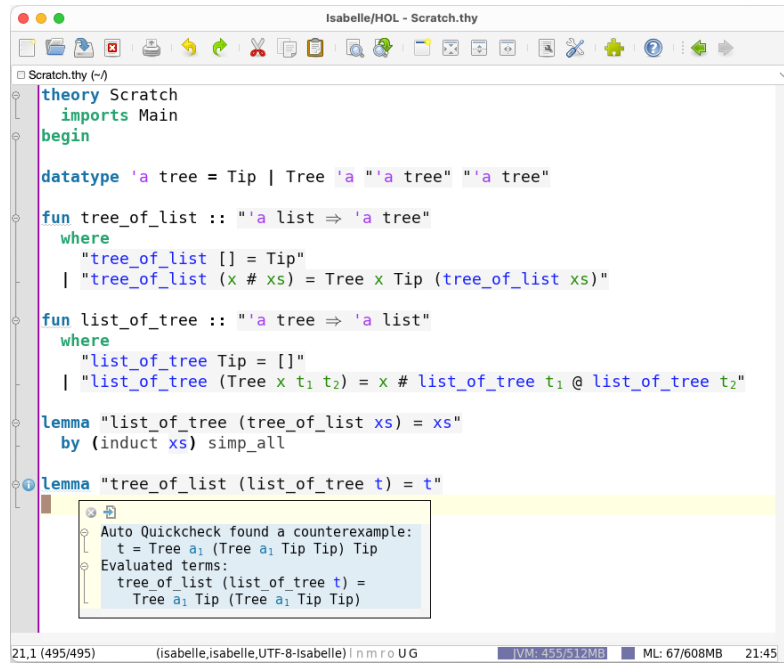 Isabelle/HOL - Scratch.thy
Scratch.thy (~/)
theory Scratch
  imports Main
begin

datatype 'a tree = Tip | Tree 'a "'a tree" "'a tree"

fun tree_of_list :: "'a list ⇒ 'a tree"
  where
    "tree_of_list [] = Tip"
  | "tree_of_list (x # xs) = Tree x Tip (tree_of_list xs)"

fun list_of_tree :: "'a tree ⇒ 'a list"
  where
    "list_of_tree Tip = []"
  | "list_of_tree (Tree x t₁ t₂) = x # list_of_tree t₁ @ list_of_tree t₂"

lemma "list_of_tree (tree_of_list xs) = xs"
  by (induct xs) simp_all

lemma "tree_of_list (list_of_tree t) = t"
Auto Quickcheck found a counterexample:
  t = Tree a₁ (Tree a₁ Tip Tip) Tip
Evaluated terms:
  tree_of_list (list_of_tree t) =
    Tree a₁ Tip (Tree a₁ Tip Tip)
21,1 (495/495) (isabelle,isabelle,UTF-8-Isabelle) l n m r o U G JVM: 455/512MB ML: 67/608MB 21:45